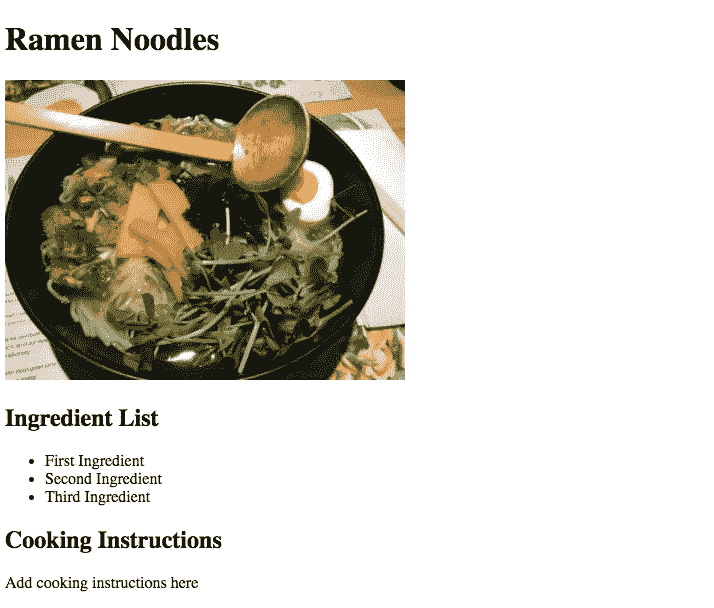 Ramen Noodles
Ingredient List
First Ingredient
Second Ingredient
Third Ingredient
Cooking Instructions
Add cooking instructions here